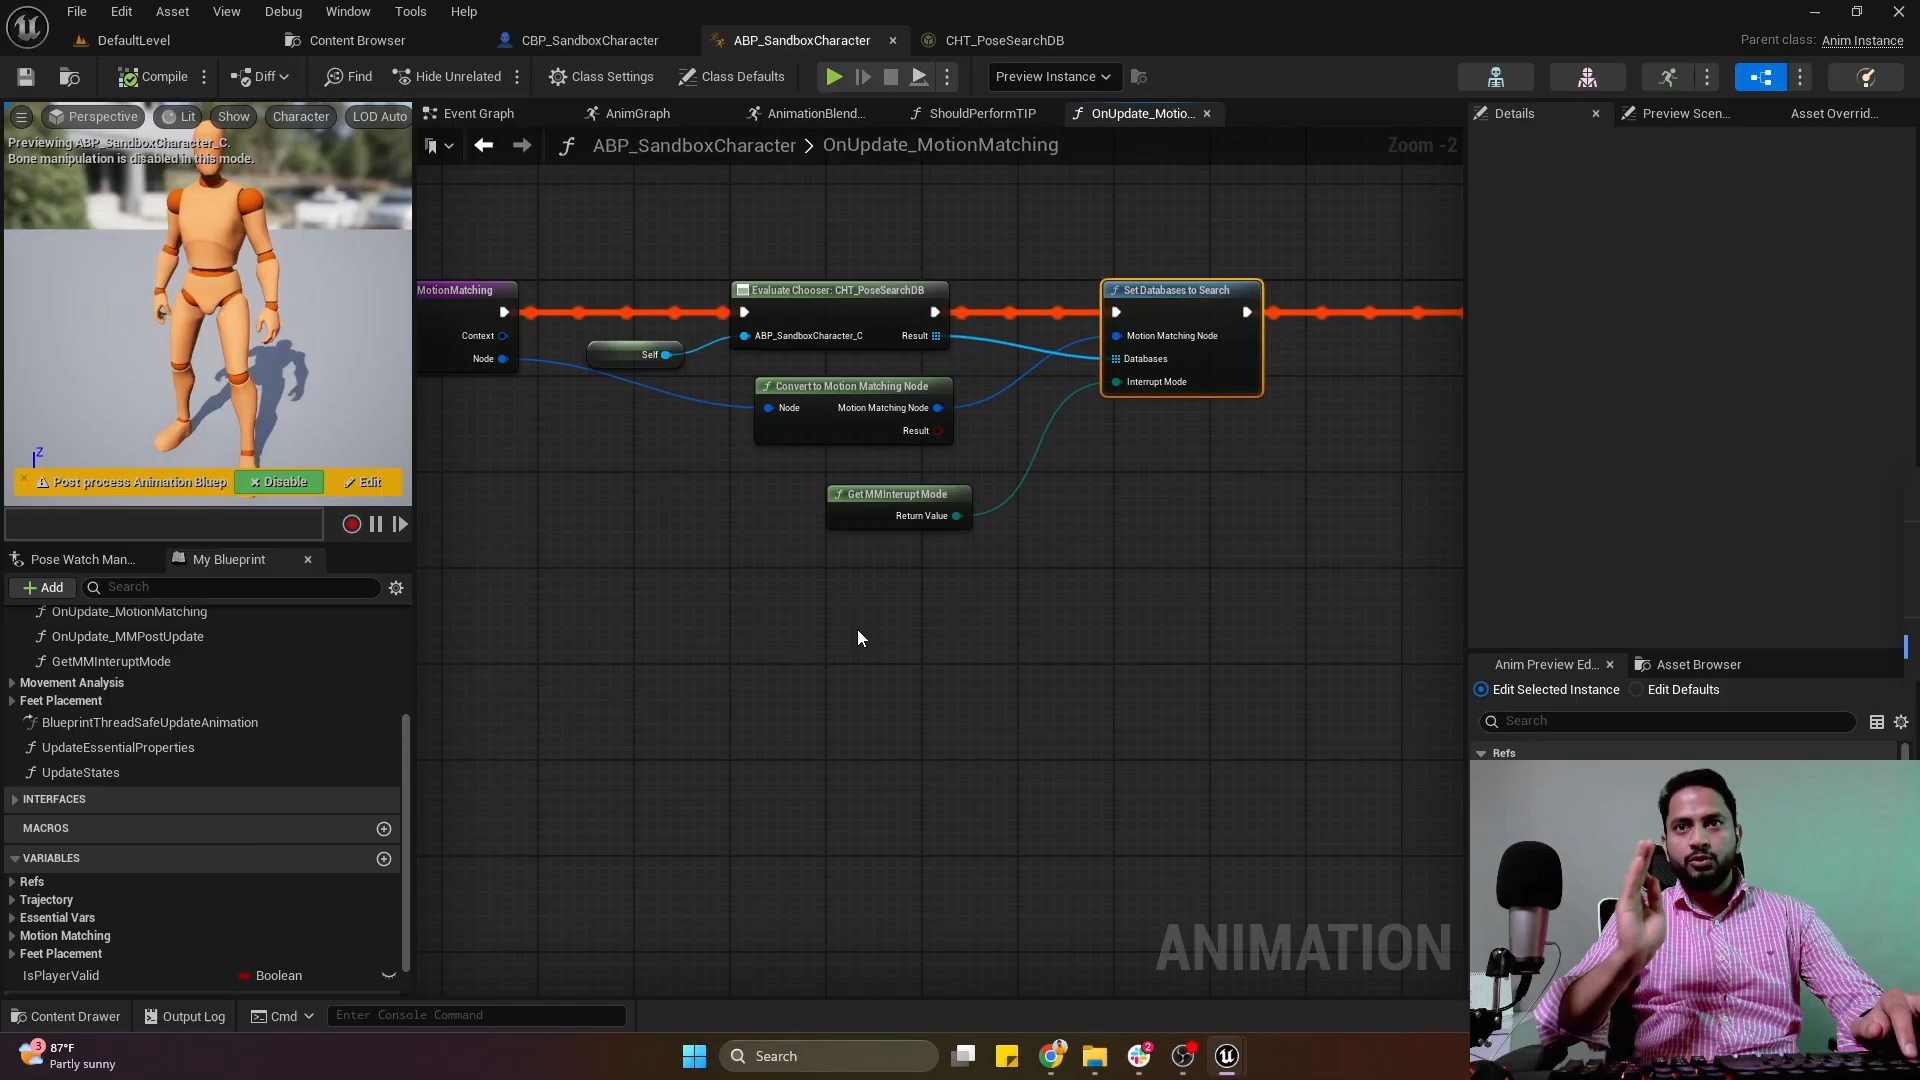 File Edit Asset View Debug Window Tools Help
DefaultLevel Content Browser CBP_SandboxCharacter ABP_SandboxCharacter CHT_PoseSearchDB
Parent class: Anim Instance
Compile Diff Find Hide Unrelated Class Settings Class Defaults Preview Instance
Perspective Lit Show Character LOD Auto
Previewing ABP_SandboxCharacter_C.
Bone manipulation is disabled in this mode.
Z
Post process Animation Bluep Disable Edit
Event Graph AnimGraph AnimationBlend... ShouldPerformTIP OnUpdate_Motio...
ABP_SandboxCharacter > OnUpdate_MotionMatching
Zoom -2
MotionMatching
Context
Node
Self
Evaluate Chooser: CHT_PoseSearchDB
ABP_SandboxCharacter_C Result
Convert to Motion Matching Node
Node Motion Matching Node
Result
Get MMInterupt Mode
Return Value
Set Databases to Search
Motion Matching Node
Databases
Interrupt Mode
ANIMATION
Details Preview Scen... Asset Overrid...
Anim Preview Ed... Asset Browser
Edit Selected Instance Edit Defaults
Search
Refs
Pose Watch Man... My Blueprint
Add Search
OnUpdate_MotionMatching
OnUpdate_MMPostUpdate
GetMMInteruptMode
Movement Analysis
Feet Placement
BlueprintThreadSafeUpdateAnimation
UpdateEssentialProperties
UpdateStates
INTERFACES
MACROS
VARIABLES
Refs
Trajectory
Essential Vars
Motion Matching
Feet Placement
IsPlayerValid Boolean
Content Drawer Output Log Cmd Enter Console Command
3
87°F
Partly sunny
Search
2